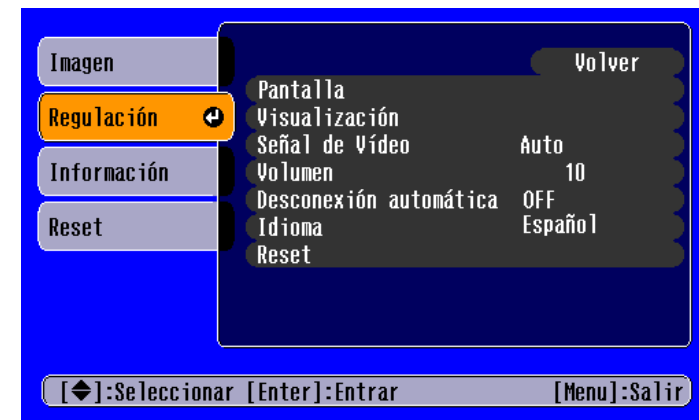 Imagen
Regulación
Información
Reset
Volver
Pantalla
Visualización
Señal de Vídeo Auto
Volumen 10
Desconexión automática OFF
Idioma Español
Reset
[◆]:Seleccionar [Enter]:Entrar [Menu]:Salir